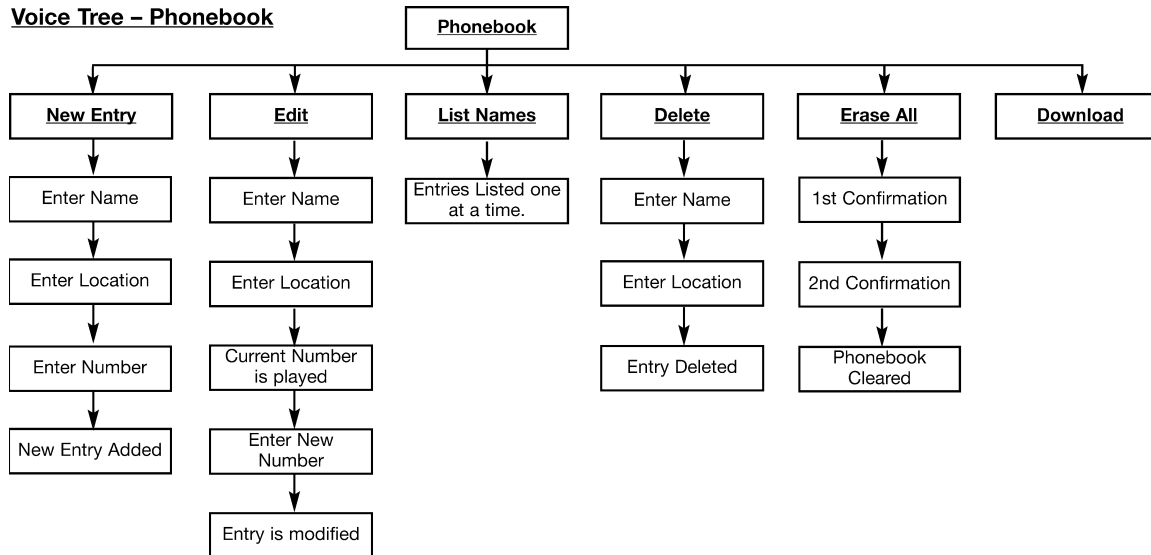 Voice Tree – Phonebook
Phonebook
New Entry
Edit
List Names
Delete
Erase All
Download
Enter Name
Enter Name
Entries Listed one
at a time.
Enter Name
1st Confirmation
Enter Location
Enter Location
Enter Location
2nd Confirmation
Enter Number
Current Number
is played
Entry Deleted
Phonebook
Cleared
New Entry Added
Enter New
Number
Entry is modified